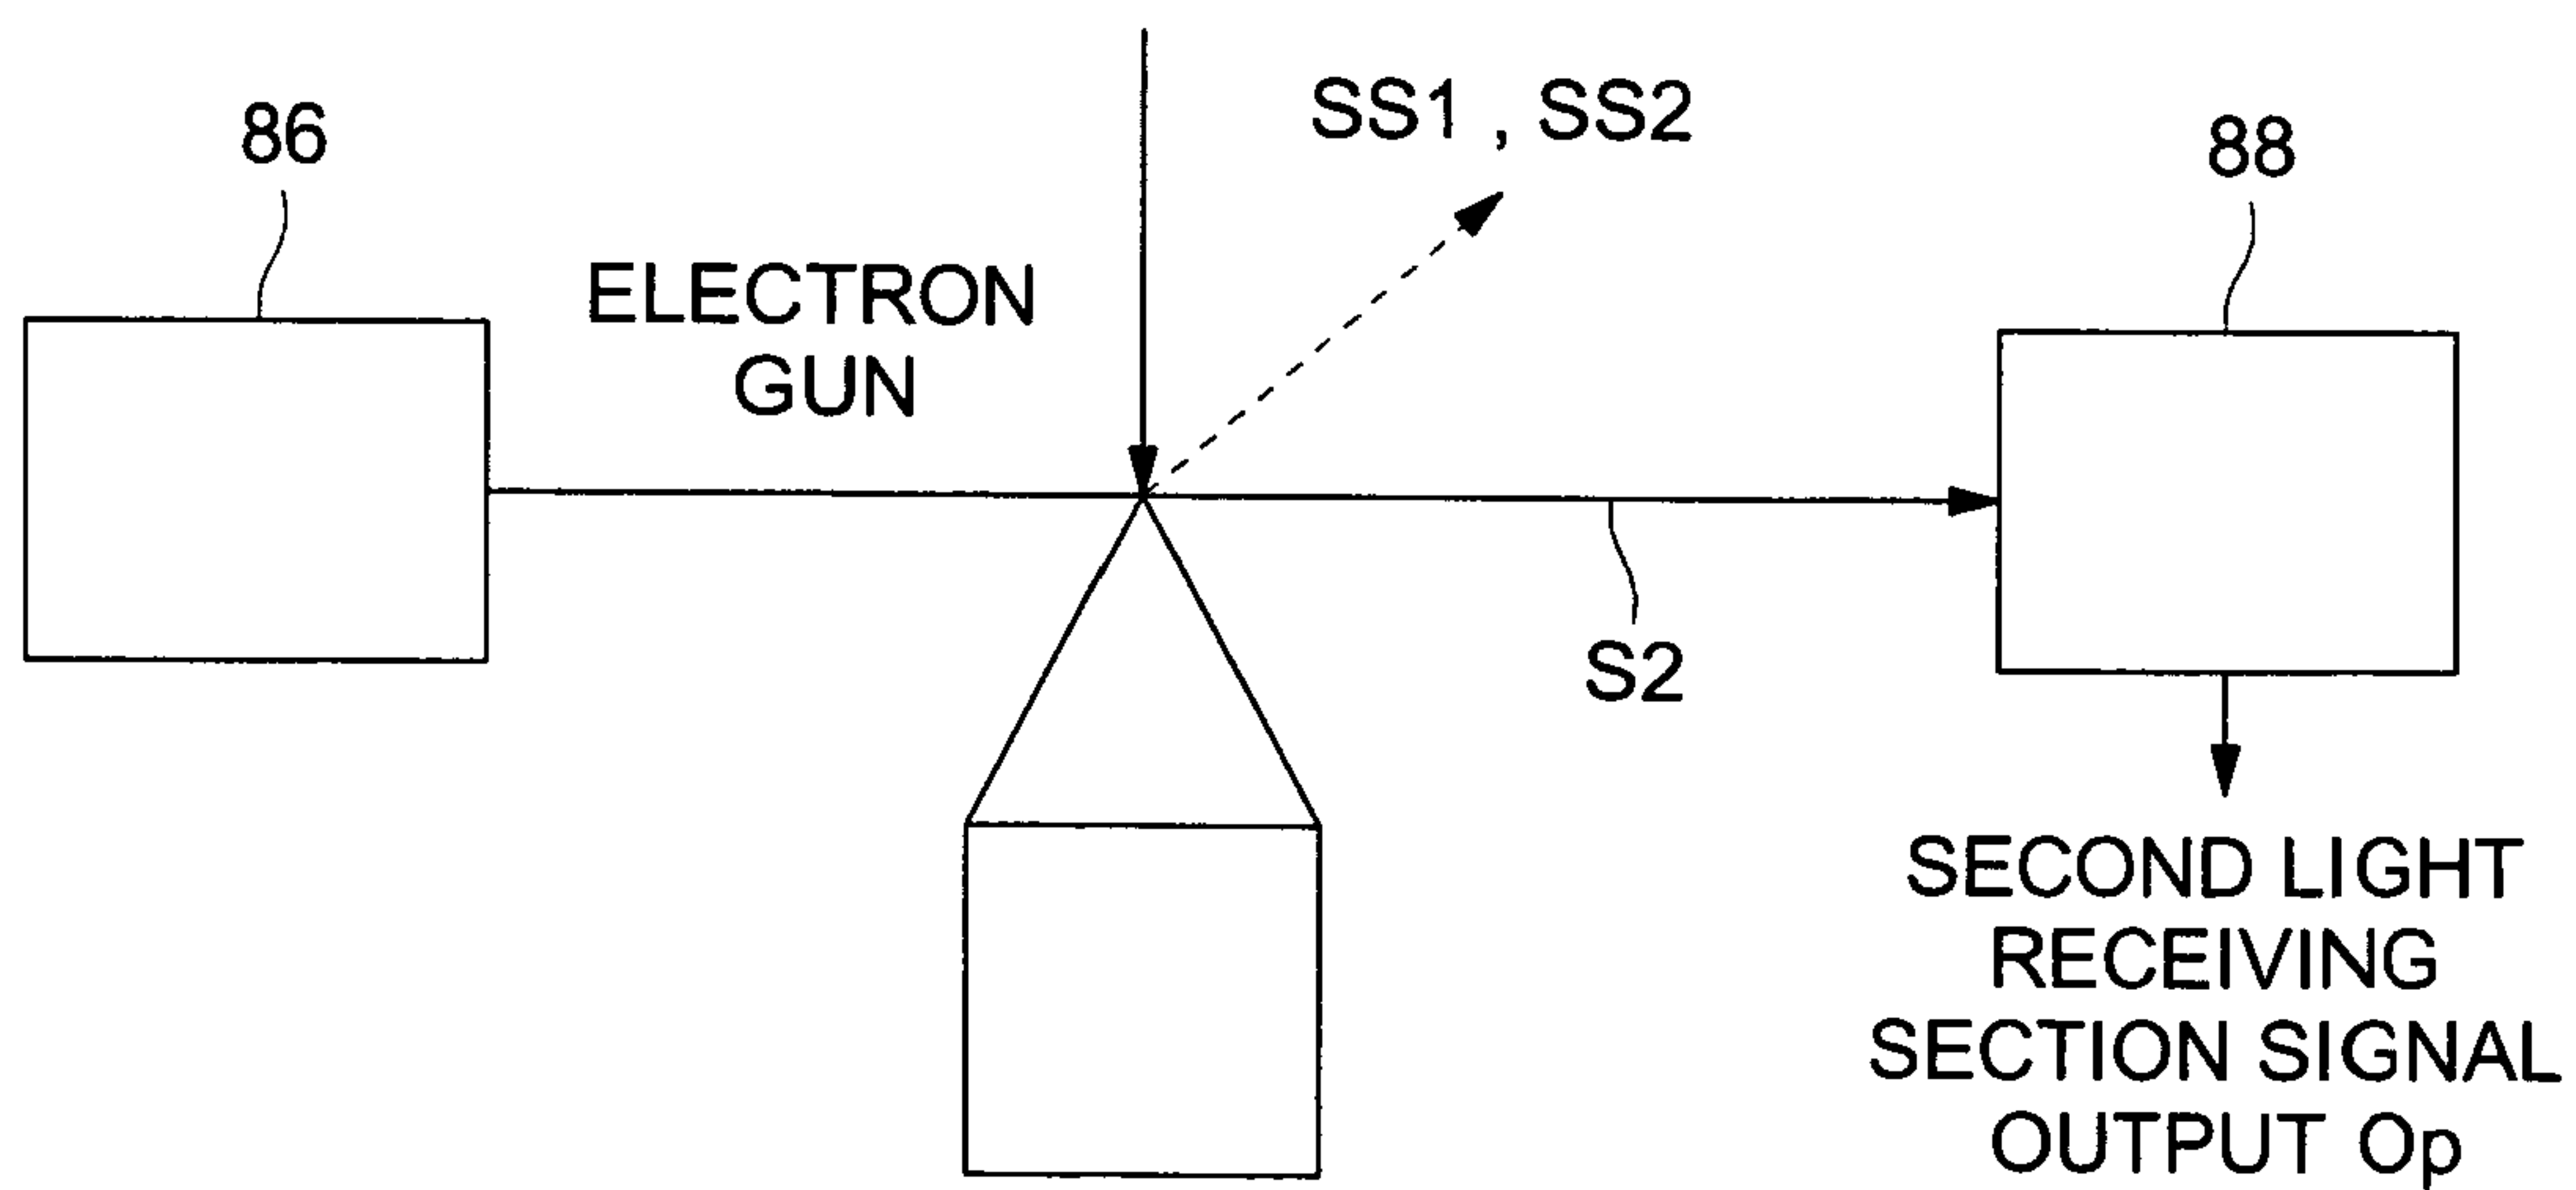 86
SS1 , SS2
88
ELECTRON
GUN
S2
SECOND LIGHT
RECEIVING
SECTION SIGNAL
OUTPUT Op